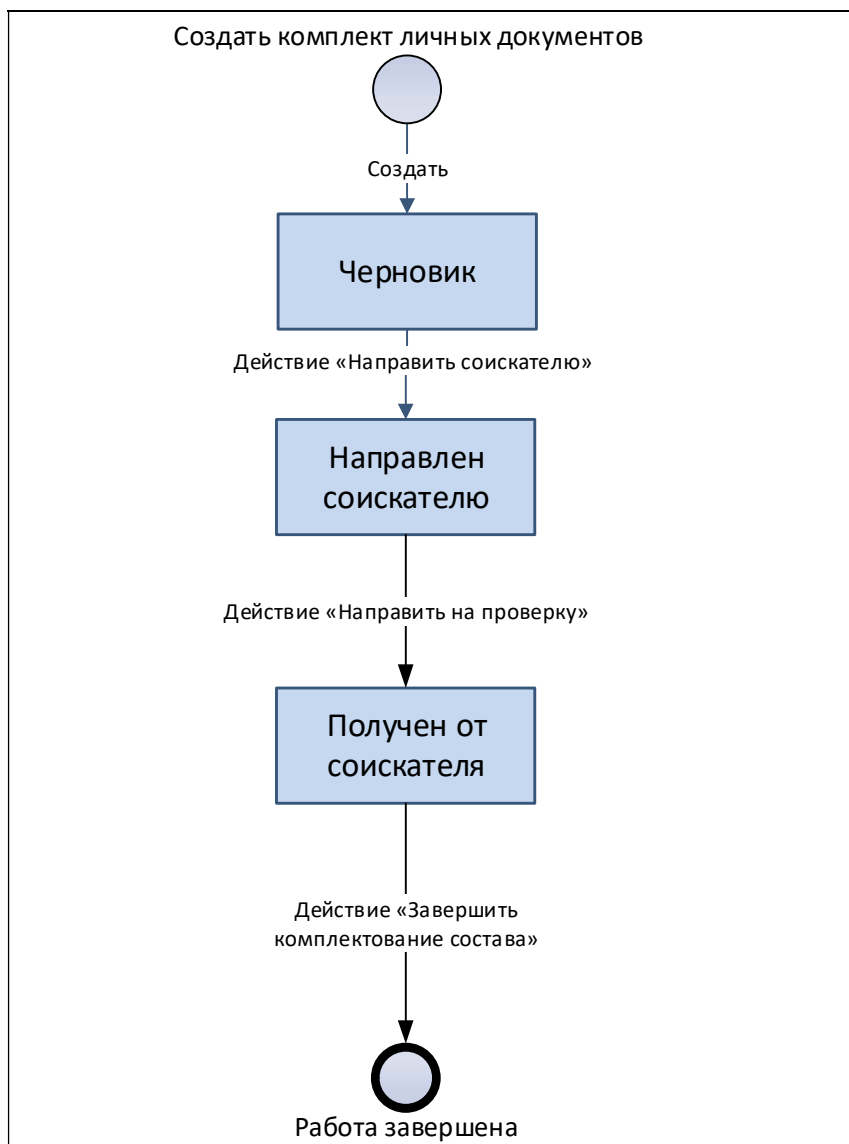 Создать комплект личных документов
Создать
Черновик
Действие «Направить соискателю»
Направлен
соискателю
Действие «Направить на проверку»
Получен от
соискателя
Действие «Завершить
комплектование состава»
Работа завершена